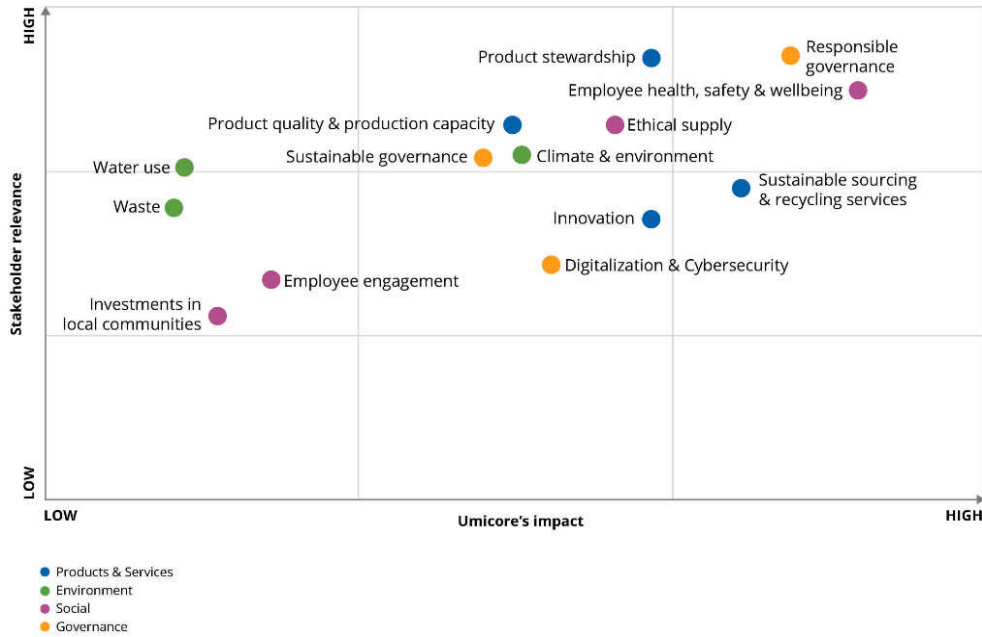 HIGH
Responsible
governance
Product stewardship
Employee health, safety & wellbeing
Product quality & production capacity
Ethical supply
Sustainable governance
Climate & environment
Water use
Sustainable sourcing
& recycling services
Waste
Innovation
Digitalization & Cybersecurity
Employee engagement
Investments in
local communities
Stakeholder relevance
LOW
LOW
Umicore's impact
HIGH
Products & Services
Environment
Social
Governance